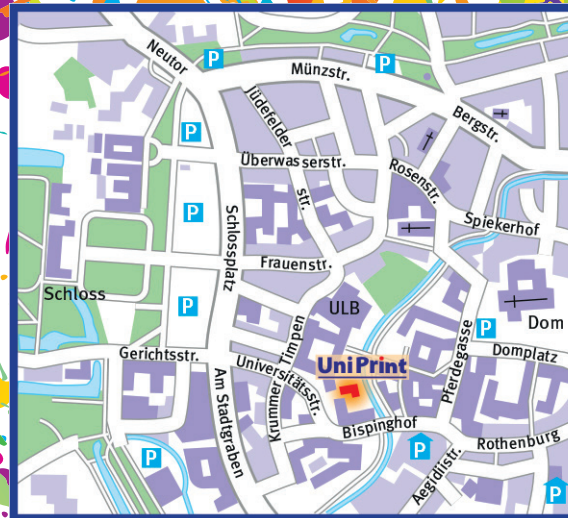 Neutor
P
Münzstr.
P
Jüdefelder
str.
Bergstr.
P
Überwasserstr.
Rosenstr.
P
Schlossplatz
Spiekerhof
Frauenstr.
Schloss
P
ULB
Dom
P
Timpen
Krummer
Gerichtsstr.
Universitätsstr.
UniPrint
Pferdegasse
Domplatz
Am Stadtgraben
Bispinghof
Rothenburg
P
P
Aegidiistr.
P